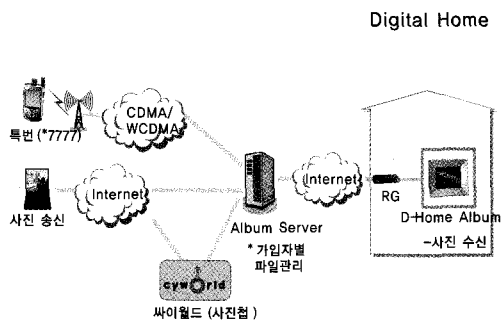 Digital Home
CDMA/
WCDMA
특번 (*7777)
Internet
Internet
RG
사진 송신
Album Server
D-Home Album
* 가입자별
파일관리
-사진 수신
cyworld
싸이월드 (사진첩)